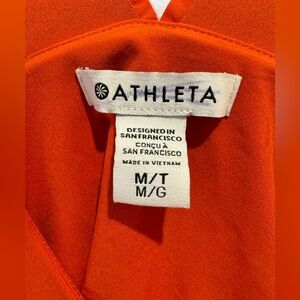 ATHLETA
DESIGNED IN
SAN FRANCISCO
CONÇU À
SAN FRANCISCO
MADE IN VIETNAM
M/T
M/G